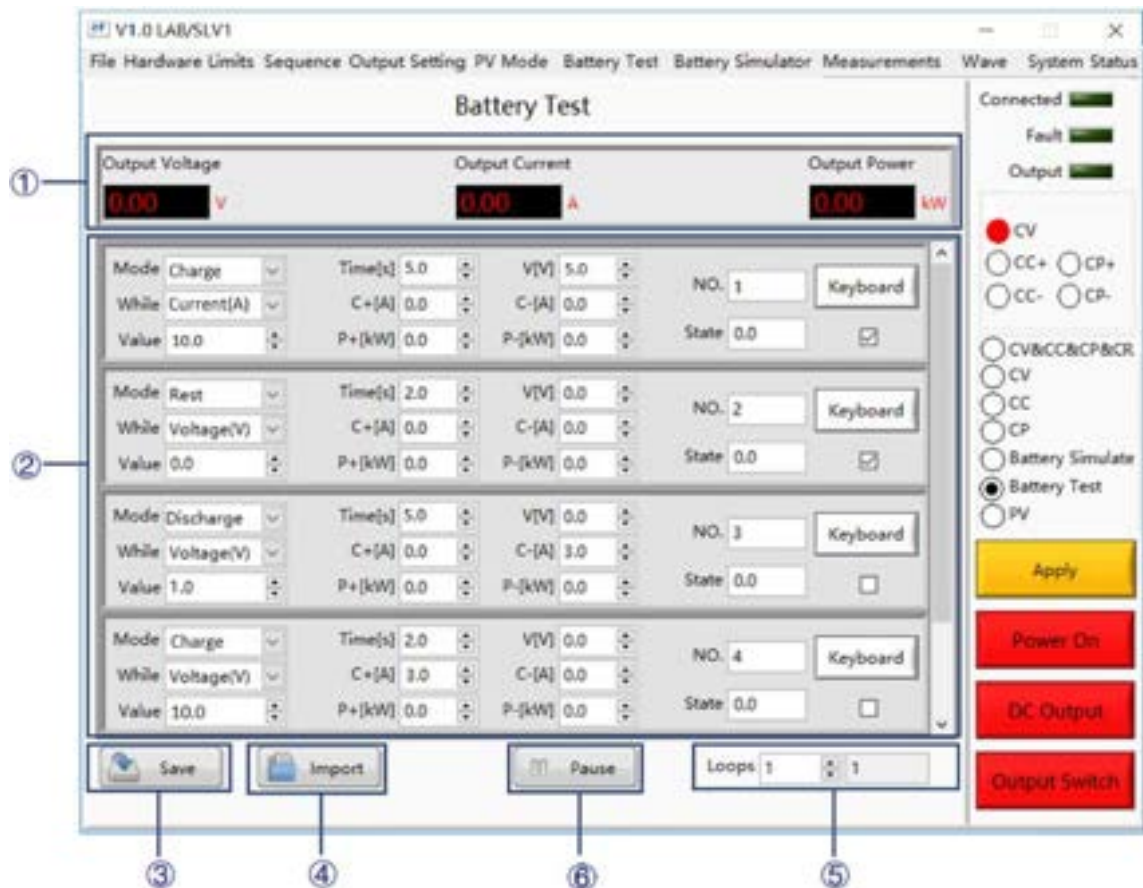 V1.0 LAB/SLV1
File Hardware Limits Sequence Output Setting PV Mode Battery Test Battery Simulator Measurements Wave System Status
Battery Test
Connected
Fault
Output
①
Output Voltage Output Current Output Power
0.00 V 0.00 A 0.00 kW
CV
CC+ CP+
CC- CP-
CV&CC&CP&CR
CV
CC
CP
Battery Simulate
Battery Test
PV
Apply
Power On
DC Output
Output Switch
②
Mode Charge Time[s] 5.0 V[V] 5.0 NO. 1 Keyboard
While Current(A) C+[A] 0.0 C-[A] 0.0
Value 10.0 P+[kW] 0.0 P-[kW] 0.0 State 0.0
Mode Rest Time[s] 2.0 V[V] 0.0 NO. 2 Keyboard
While Voltage(V) C+[A] 0.0 C-[A] 0.0
Value 0.0 P+[kW] 0.0 P-[kW] 0.0 State 0.0
Mode Discharge Time[s] 5.0 V[V] 0.0 NO. 3 Keyboard
While Voltage(V) C+[A] 0.0 C-[A] 3.0
Value 1.0 P+[kW] 0.0 P-[kW] 0.0 State 0.0
Mode Charge Time[s] 2.0 V[V] 0.0 NO. 4 Keyboard
While Voltage(V) C+[A] 3.0 C-[A] 0.0
Value 10.0 P+[kW] 0.0 P-[kW] 0.0 State 0.0
Save Import Pause Loops 1 1
③ ④ ⑥ ⑤